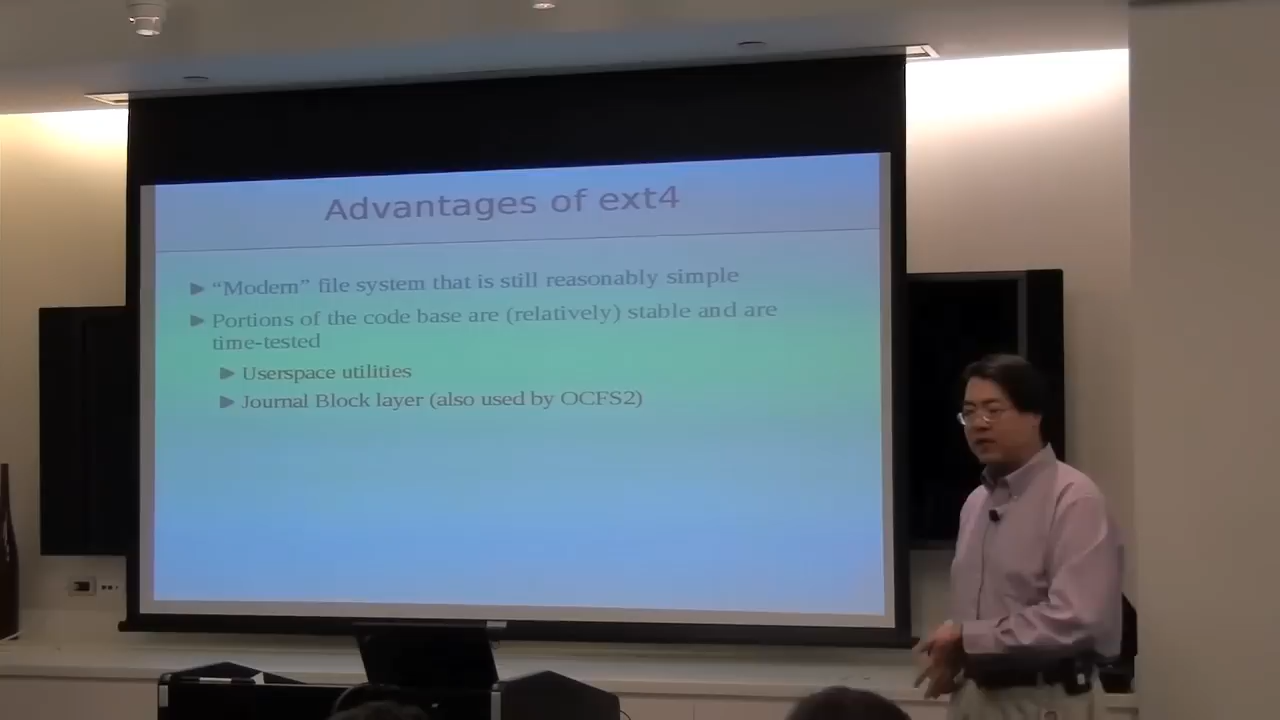 Advantages of ext4
“Modern” file system that is still reasonably simple
Portions of the code base are (relatively) stable and are
time-tested
Userspace utilities
Journal Block layer (also used by OCFS2)